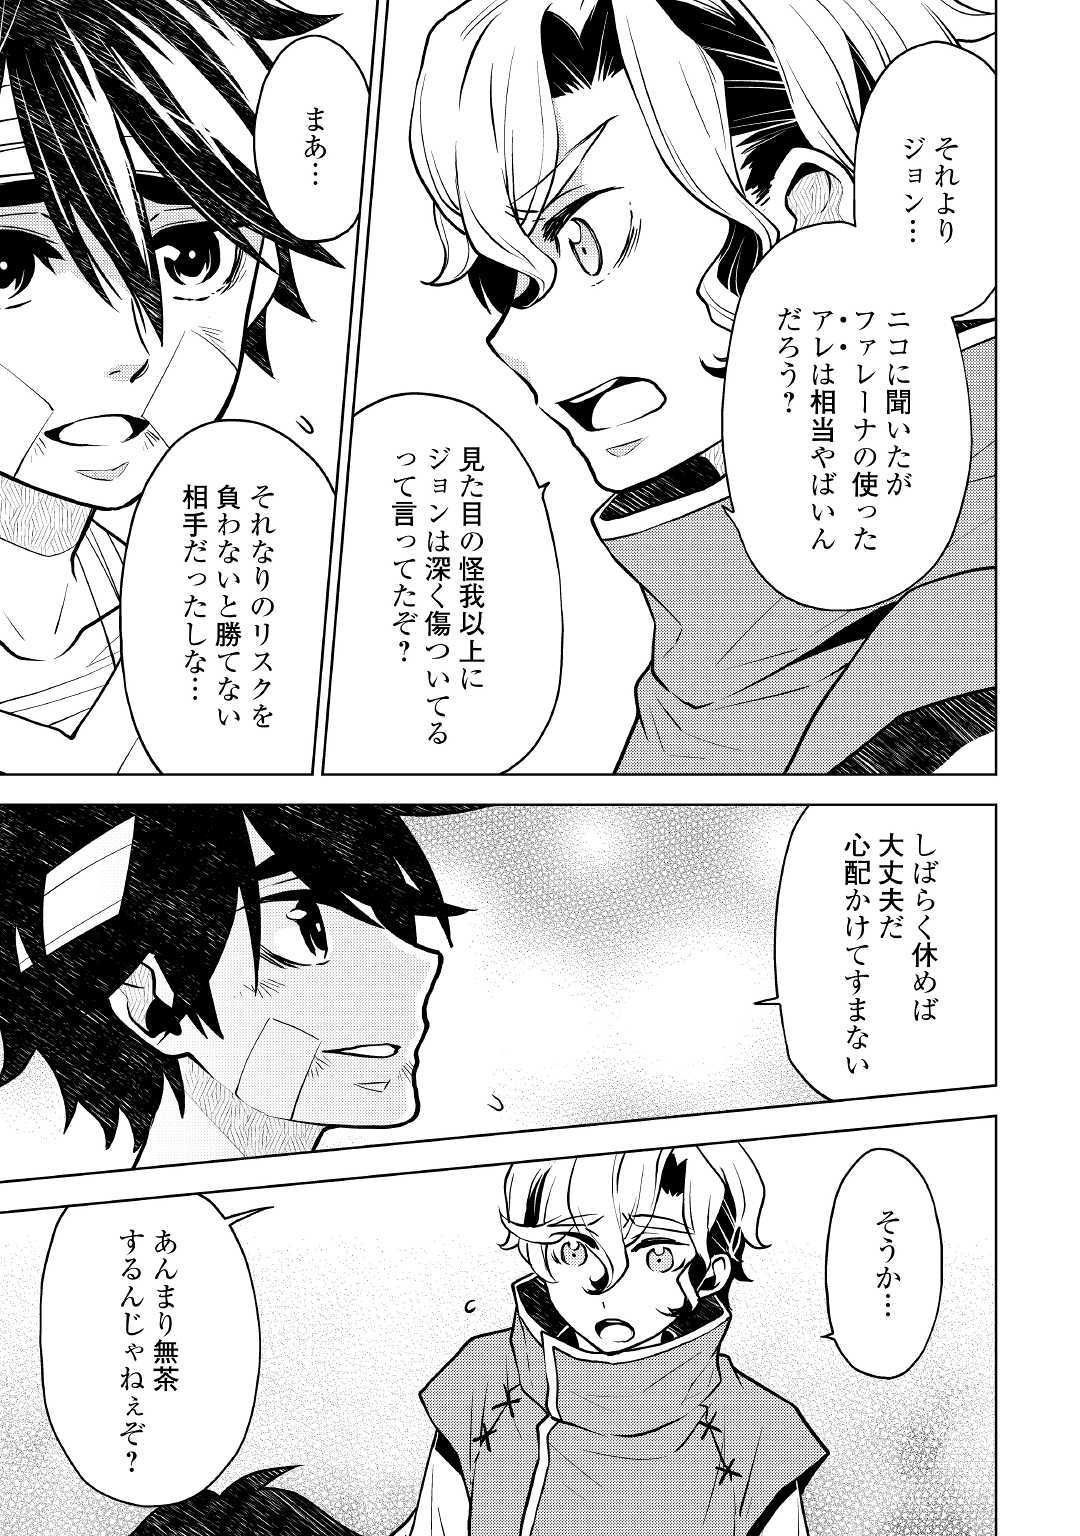 それより
ジョン…
ニコに聞いたが
ファレーナの使った
アレは相当やばいん
だろう？
見た目の怪我以上に
ジョンは深く傷ついてる
って言ってたぞ？
まあ…
それなりのリスクを
負わないと勝てない
相手だったしな…
しばらく休めば
大丈夫だ
心配かけてすまない
そうか…
あんまり無茶
するんじゃねぇぞ？